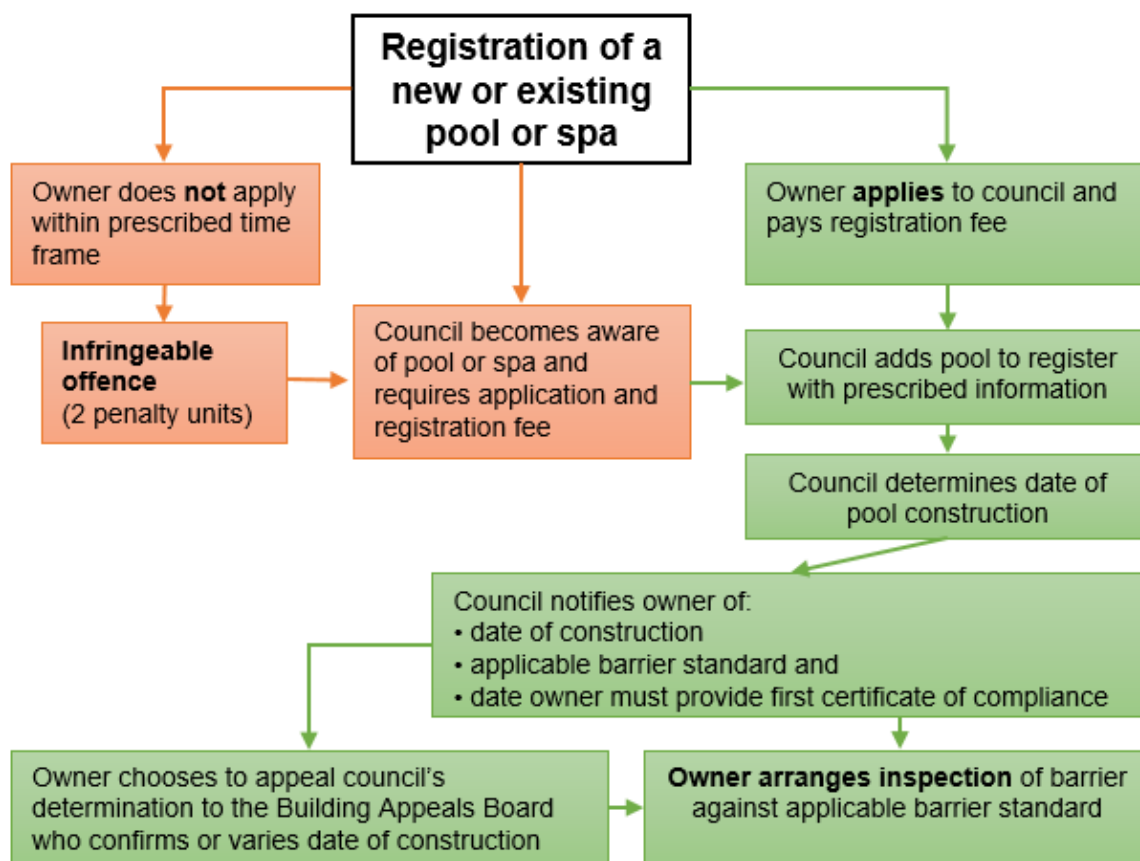 Registration of a
new or existing
pool or spa
Owner does not apply
within prescribed time
frame
Owner applies to council and
pays registration fee
Infringeable
offence
(2 penalty units)
Council becomes aware
of pool or spa and
requires application and
registration fee
Council adds pool to register
with prescribed information
Council determines date of
pool construction
Council notifies owner of:
• date of construction
• applicable barrier standard and
• date owner must provide first certificate of compliance
Owner chooses to appeal council’s
determination to the Building Appeals Board
who confirms or varies date of construction
Owner arranges inspection of barrier
against applicable barrier standard